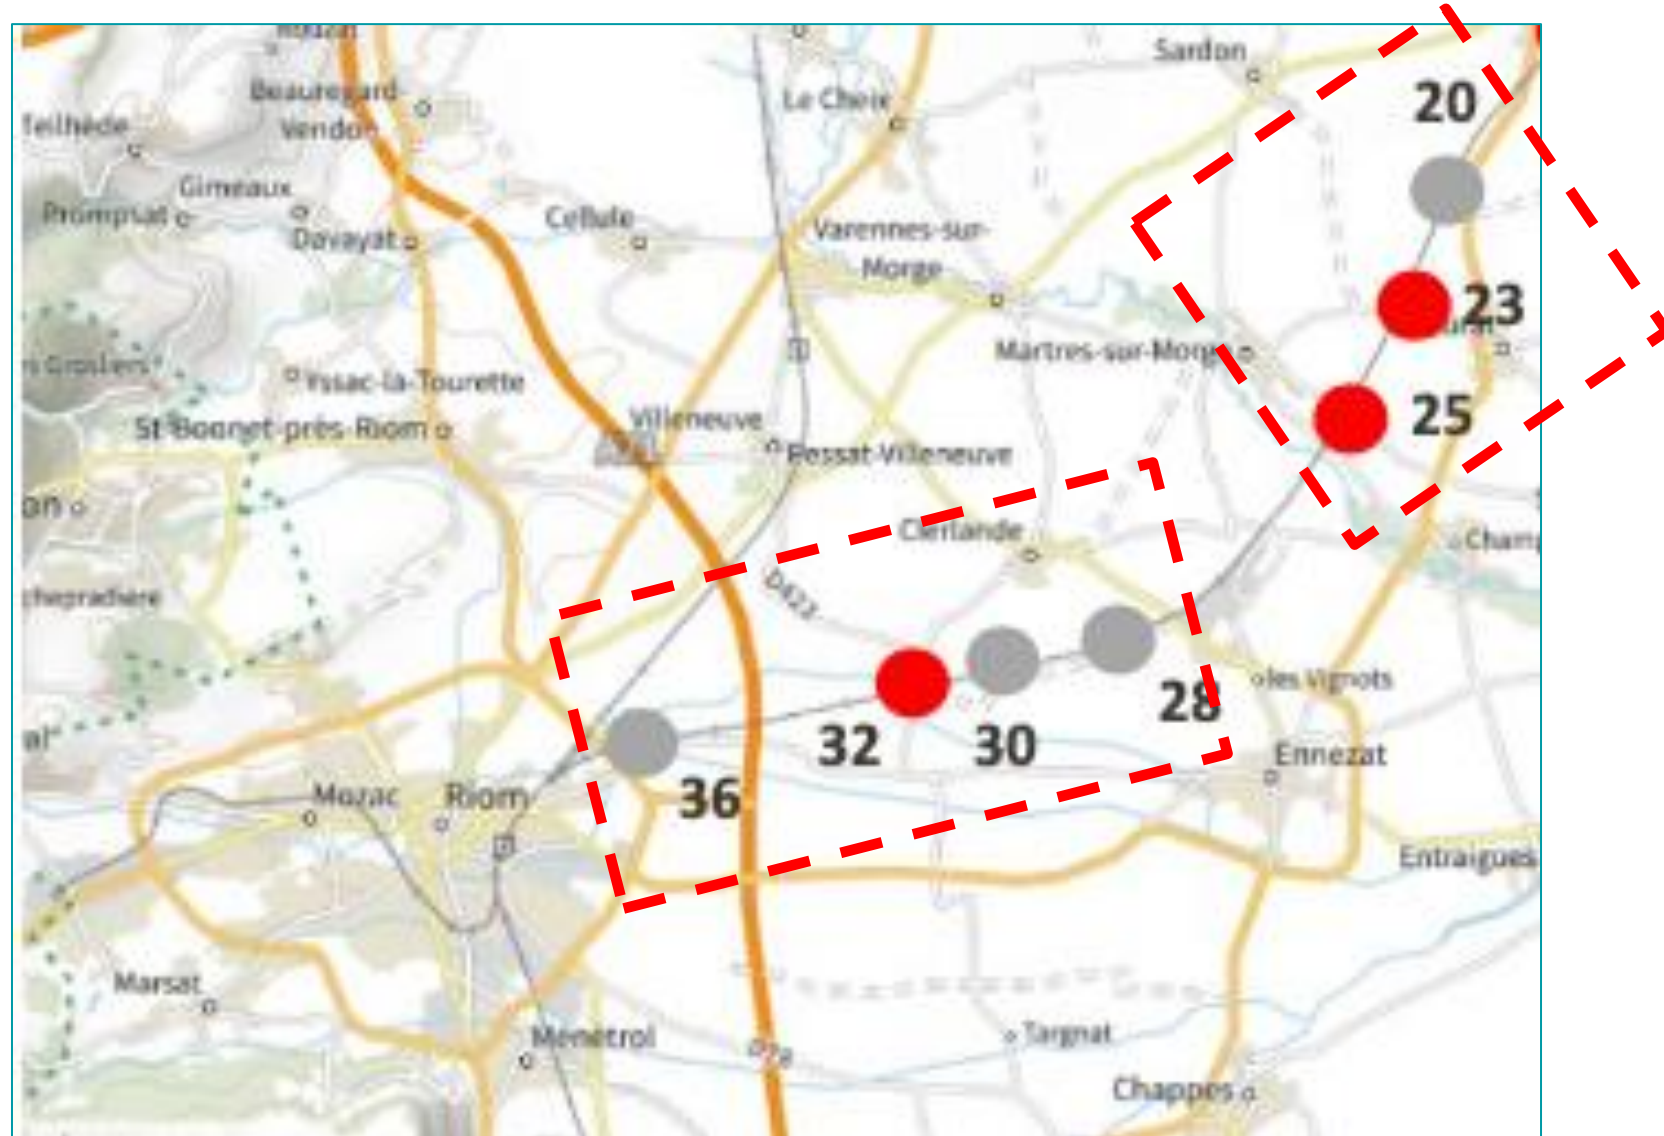 Rouzat
Sardon
Beauregard
Vendon
Le Cheix
20
Teilhède
Gimeaux
Prompsat
Cellule
Davayat
Varennes-sur-
Morge
23
Martres-sur-Morge
Yssac-la-Tourette
St-Bonnet-près-Riom
Villeneuve
25
Pessat-Villeneuve
Clerlande
D422
les Vignots
28
32
30
Ennezat
36
Mozac
Riom
Entraigues
Marsat
Ménétrol
Targnat
Chappes